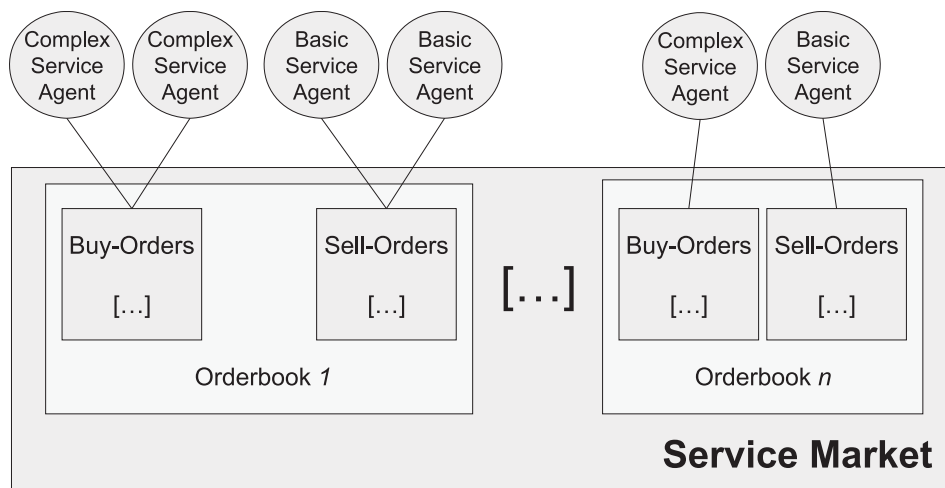 Complex
Service
Agent
Complex
Service
Agent
Basic
Service
Agent
Basic
Service
Agent
Complex
Service
Agent
Basic
Service
Agent
Buy-Orders
[...]
Sell-Orders
[...]
Orderbook 1
[...]
Buy-Orders
[...]
Sell-Orders
[...]
Orderbook n
Service Market